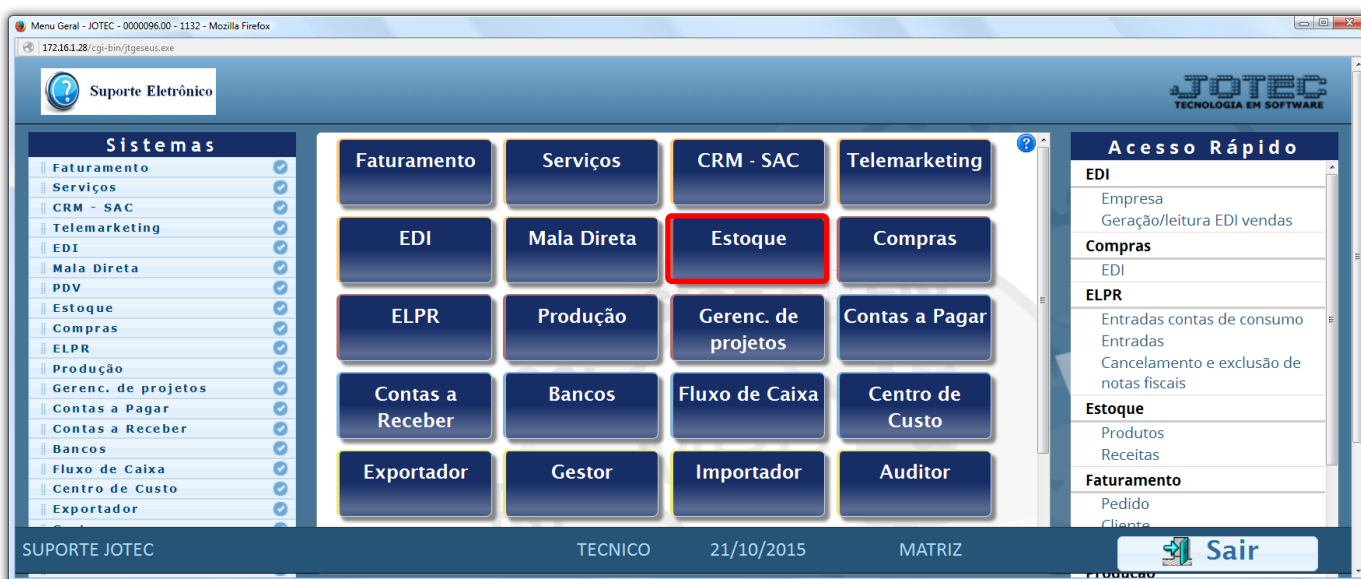 Menu Geral - JOTEC - 0000096.00 - 1132 - Mozilla Firefox
172.16.1.28/cgi-bin/jtgeseus.exe
Suporte Eletrônico
JOTEC
TECNOLOGIA EM SOFTWARE
Sistemas
Faturamento
Serviços
CRM - SAC
Telemarketing
EDI
Mala Direta
PDV
Estoque
Compras
ELPR
Produção
Gerenc. de projetos
Contas a Pagar
Contas a Receber
Bancos
Fluxo de Caixa
Centro de Custo
Exportador
Faturamento
Serviços
CRM - SAC
Telemarketing
EDI
Mala Direta
Estoque
Compras
ELPR
Produção
Gerenc. de
projetos
Contas a Pagar
Contas a
Receber
Bancos
Fluxo de Caixa
Centro de
Custo
Exportador
Gestor
Importador
Auditor
Acesso Rápido
EDI
Empresa
Geração/leitura EDI vendas
Compras
EDI
ELPR
Entradas contas de consumo
Entradas
Cancelamento e exclusão de
notas fiscais
Estoque
Produtos
Receitas
Faturamento
Pedido
Cliente
Produção
SUPORTE JOTEC
TECNICO
21/10/2015
MATRIZ
Sair